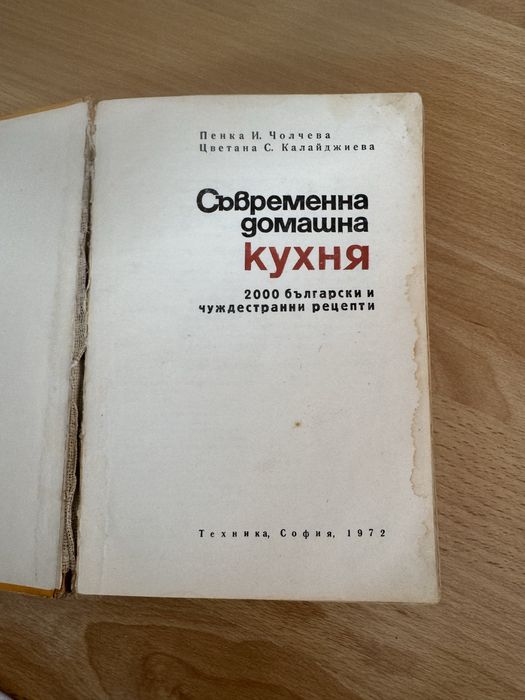 Пенка И. Чолчева
Цветана С. Калайджиева
Съвременна
домашна
кухня
2000 български и
чуждестранни рецепти
Техника, София, 1972